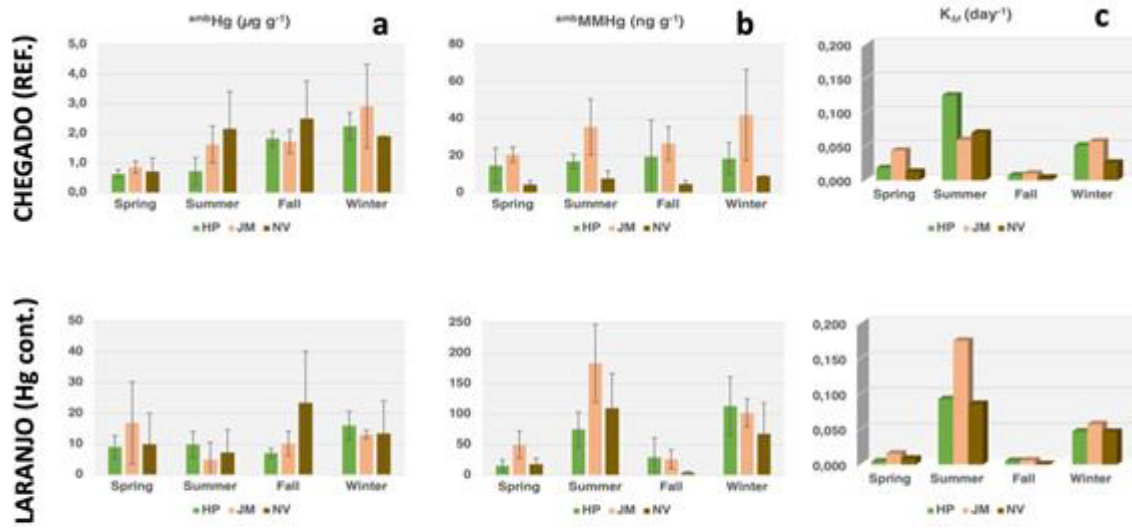 ᵃᵐᵇHg (µg g⁻¹) a
5,0
4,0
3,0
2,0
1,0
0,0
Spring Summer Fall Winter
HP JM NV
ᵃᵐᵇMMHg (ng g⁻¹) b
80
60
40
20
0
Spring Summer Fall Winter
HP JM NV
K_M (day⁻¹) c
0,200
0,150
0,100
0,050
0,000
Spring Summer Fall Winter
HP JM NV
CHEGADO (REF.)
50
40
30
20
10
0
Spring Summer Fall Winter
HP JM NV
250
200
150
100
50
0
Spring Summer Fall Winter
HP JM NV
0,200
0,150
0,100
0,050
0,000
Spring Summer Fall Winter
HP JM NV
LARANJO (Hg cont.)